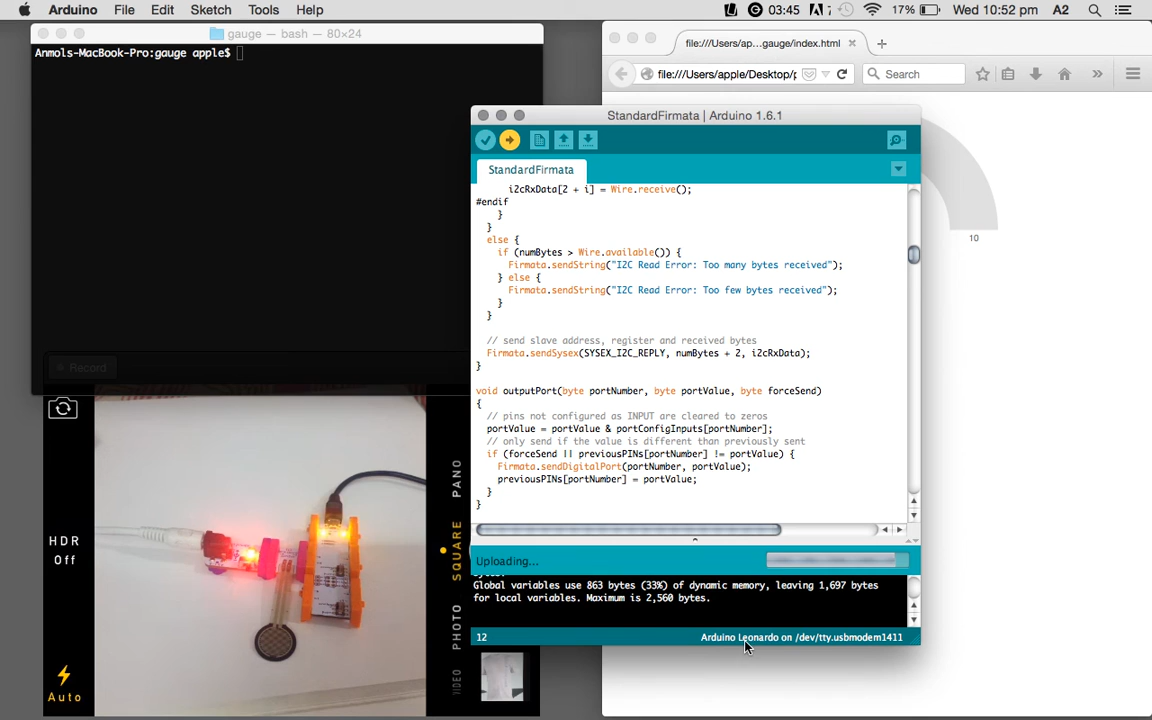 Arduino File Edit Sketch Tools Help
03:45 17% Wed 10:52 pm A2
gauge — bash — 80×24
Anmols-MacBook-Pro:gauge apple$
Record
HDR
Off
Auto
PANO
SQUARE
PHOTO
VIDEO
file:///Users/ap...gauge/index.html
file:///Users/apple/Desktop/p
Search
10
StandardFirmata | Arduino 1.6.1
StandardFirmata
i2cRxData[2 + i] = Wire.receive();
#endif
}
}
else {
if (numBytes > Wire.available()) {
Firmata.sendString("I2C Read Error: Too many bytes received");
} else {
Firmata.sendString("I2C Read Error: Too few bytes received");
}
}
// send slave address, register and received bytes
Firmata.sendSysex(SYSEX_I2C_REPLY, numBytes + 2, i2cRxData);
}
void outputPort(byte portNumber, byte portValue, byte forceSend)
{
// pins not configured as INPUT are cleared to zeros
portValue = portValue & portConfigInputs[portNumber];
// only send if the value is different than previously sent
if (forceSend || previousPINs[portNumber] != portValue) {
Firmata.sendDigitalPort(portNumber, portValue);
previousPINs[portNumber] = portValue;
}
}
Uploading...
Global variables use 863 bytes (33%) of dynamic memory, leaving 1,697 bytes
for local variables. Maximum is 2,560 bytes.
12
Arduino Leonardo on /dev/tty.usbmodem1411